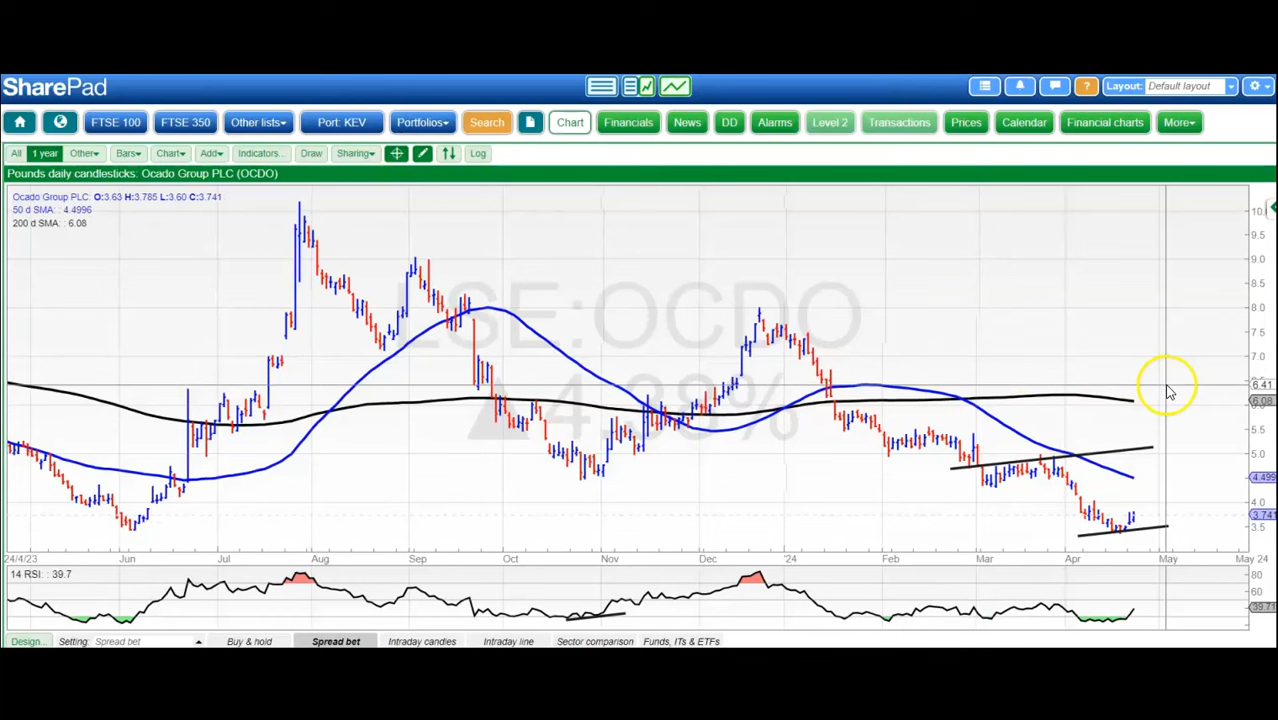 SharePad
Layout: Default layout
FTSE 100 FTSE 350 Other lists Port: KEV Portfolios Search Chart Financials News DD Alarms Level 2 Transactions Prices Calendar Financial charts More
All 1 year Other Bars Chart Add Indicators... Draw Sharing Log
Pounds daily candlesticks: Ocado Group PLC (OCDO)
Ocado Group PLC: O:3.63 H:3.785 L:3.60 C:3.741
50 d SMA: : 4.4996
200 d SMA: : 6.08
LSE:OCDO
9.5
9.0
8.5
8.0
7.5
7.0
6.41
6.08
5.5
5.0
4.499
4.0
3.741
3.5
24/4/23 Jun Jul Aug Sep Oct Nov Dec '24 Feb Mar Apr May May 24
14 RSI: : 39.7
80
60
39.71
20
Design... Setting: Spread bet Buy & hold Spread bet Intraday candles Intraday line Sector comparison Funds, ITs & ETFs